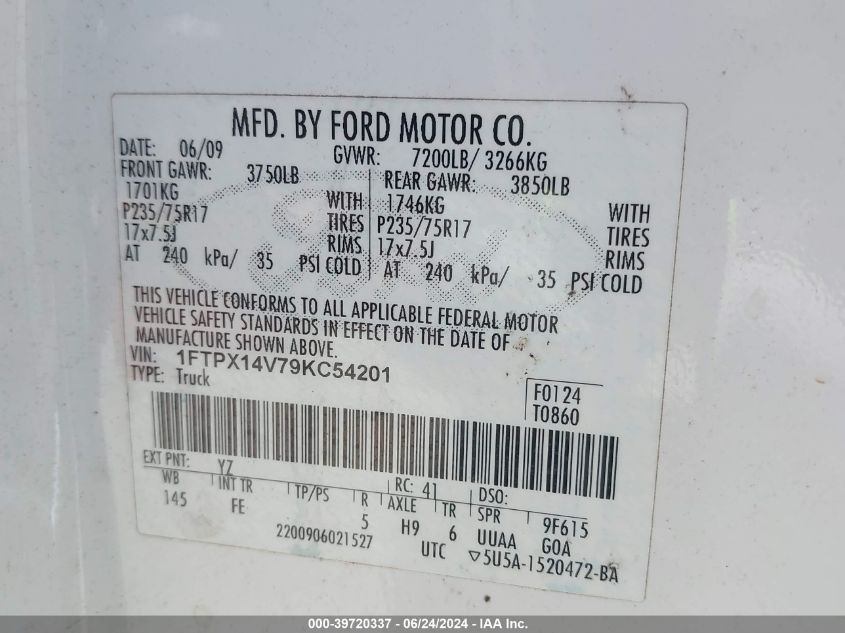 MFD. BY FORD MOTOR CO.
DATE: 06/09 GVWR: 7200LB/ 3266KG
FRONT GAWR: 3750LB REAR GAWR: 3850LB
1701KG WITH 1746KG WITH
P235/75R17 TIRES P235/75R17 TIRES
17x7.5J RIMS 17x7.5J RIMS
AT 240 kPa/ 35 PSI COLD AT 240 kPa/ 35 PSI COLD
THIS VEHICLE CONFORMS TO ALL APPLICABLE FEDERAL MOTOR
VEHICLE SAFETY STANDARDS IN EFFECT ON THE DATE OF
MANUFACTURE SHOWN ABOVE.
VIN: 1FTPX14V79KC54201
TYPE: Truck
F0124
T0860
EXT PNT: YZ RC: 41 DSO:
WB INT TR TP/PS R AXLE TR SPR 9F615
145 FE 5 H9 6 UUAA GOA
2200906021527 UTC ▽5U5A-1520472-BA
000-39720337 - 06/24/2024 - IAA Inc.